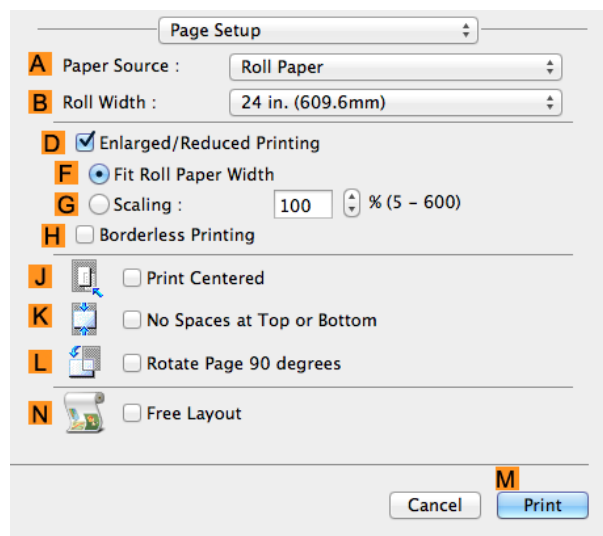 Page Setup
A Paper Source : Roll Paper
B Roll Width : 24 in. (609.6mm)
D Enlarged/Reduced Printing
F Fit Roll Paper Width
G Scaling : 100 % (5 – 600)
H Borderless Printing
J Print Centered
K No Spaces at Top or Bottom
L Rotate Page 90 degrees
N Free Layout
M
Cancel Print